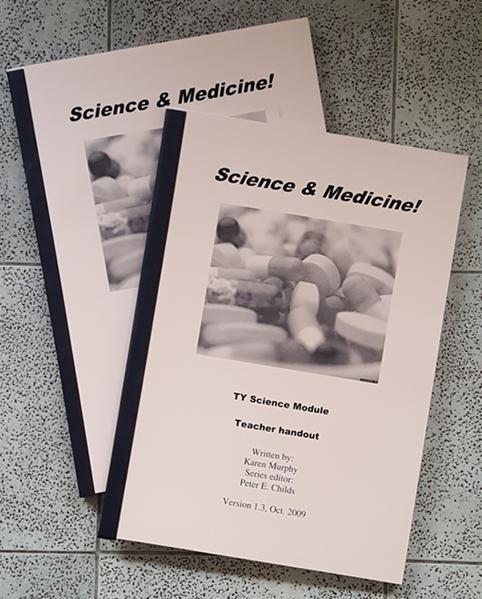 Science & Medicine!
Science & Medicine!
TY Science Module
Teacher handout
Written by:
Karen Murphy
Series editor:
Peter E. Childs
Version 1.3, Oct. 2009